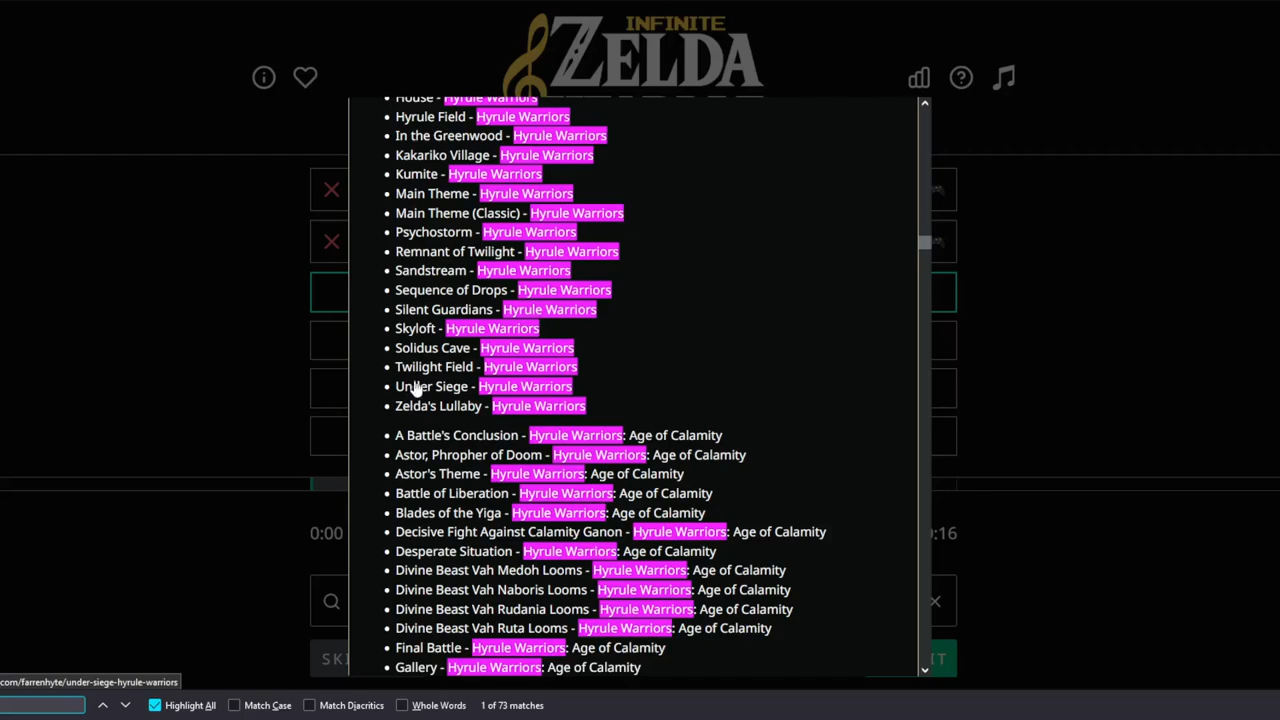 INFINITE
ZELDA
House - Hyrule Warriors
Hyrule Field - Hyrule Warriors
In the Greenwood - Hyrule Warriors
Kakariko Village - Hyrule Warriors
Kumite - Hyrule Warriors
Main Theme - Hyrule Warriors
Main Theme (Classic) - Hyrule Warriors
Psychostorm - Hyrule Warriors
Remnant of Twilight - Hyrule Warriors
Sandstream - Hyrule Warriors
Sequence of Drops - Hyrule Warriors
Silent Guardians - Hyrule Warriors
Skyloft - Hyrule Warriors
Solidus Cave - Hyrule Warriors
Twilight Field - Hyrule Warriors
Under Siege - Hyrule Warriors
Zelda's Lullaby - Hyrule Warriors
A Battle's Conclusion - Hyrule Warriors: Age of Calamity
Astor, Phropher of Doom - Hyrule Warriors: Age of Calamity
Astor's Theme - Hyrule Warriors: Age of Calamity
Battle of Liberation - Hyrule Warriors: Age of Calamity
Blades of the Yiga - Hyrule Warriors: Age of Calamity
Decisive Fight Against Calamity Ganon - Hyrule Warriors: Age of Calamity
Desperate Situation - Hyrule Warriors: Age of Calamity
Divine Beast Vah Medoh Looms - Hyrule Warriors: Age of Calamity
Divine Beast Vah Naboris Looms - Hyrule Warriors: Age of Calamity
Divine Beast Vah Rudania Looms - Hyrule Warriors: Age of Calamity
Divine Beast Vah Ruta Looms - Hyrule Warriors: Age of Calamity
Final Battle - Hyrule Warriors: Age of Calamity
Gallery - Hyrule Warriors: Age of Calamity
0:00
:16
SKI
IT
com/farrenhyte/under-siege-hyrule-warriors
Highlight All Match Case Match Diacritics Whole Words 1 of 73 matches